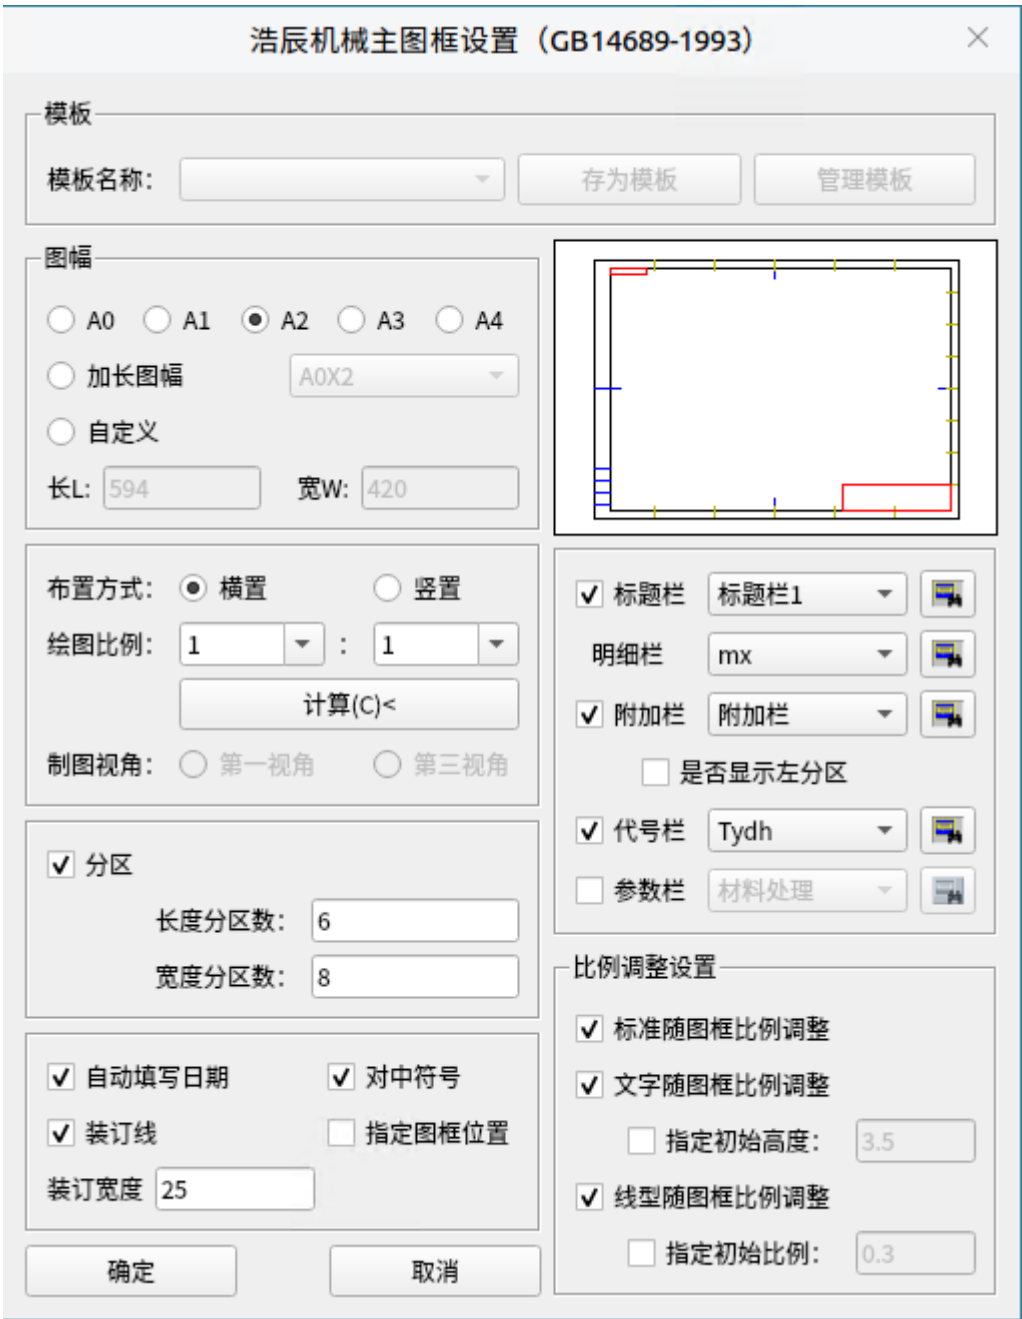 浩辰机械主图框设置（GB14689-1993）
模板
模板名称： 存为模板 管理模板
图幅
A0 A1 A2 A3 A4
加长图幅 A0X2
自定义
长L: 594 宽W: 420
布置方式： 横置 竖置
绘图比例： 1 : 1
计算(C)<
制图视角： 第一视角 第三视角
分区
长度分区数： 6
宽度分区数： 8
自动填写日期 对中符号
装订线 指定图框位置
装订宽度 25
确定 取消
标题栏 标题栏1
明细栏 mx
附加栏 附加栏
是否显示左分区
代号栏 Tydh
参数栏 材料处理
比例调整设置
标准随图框比例调整
文字随图框比例调整
指定初始高度： 3.5
线型随图框比例调整
指定初始比例： 0.3